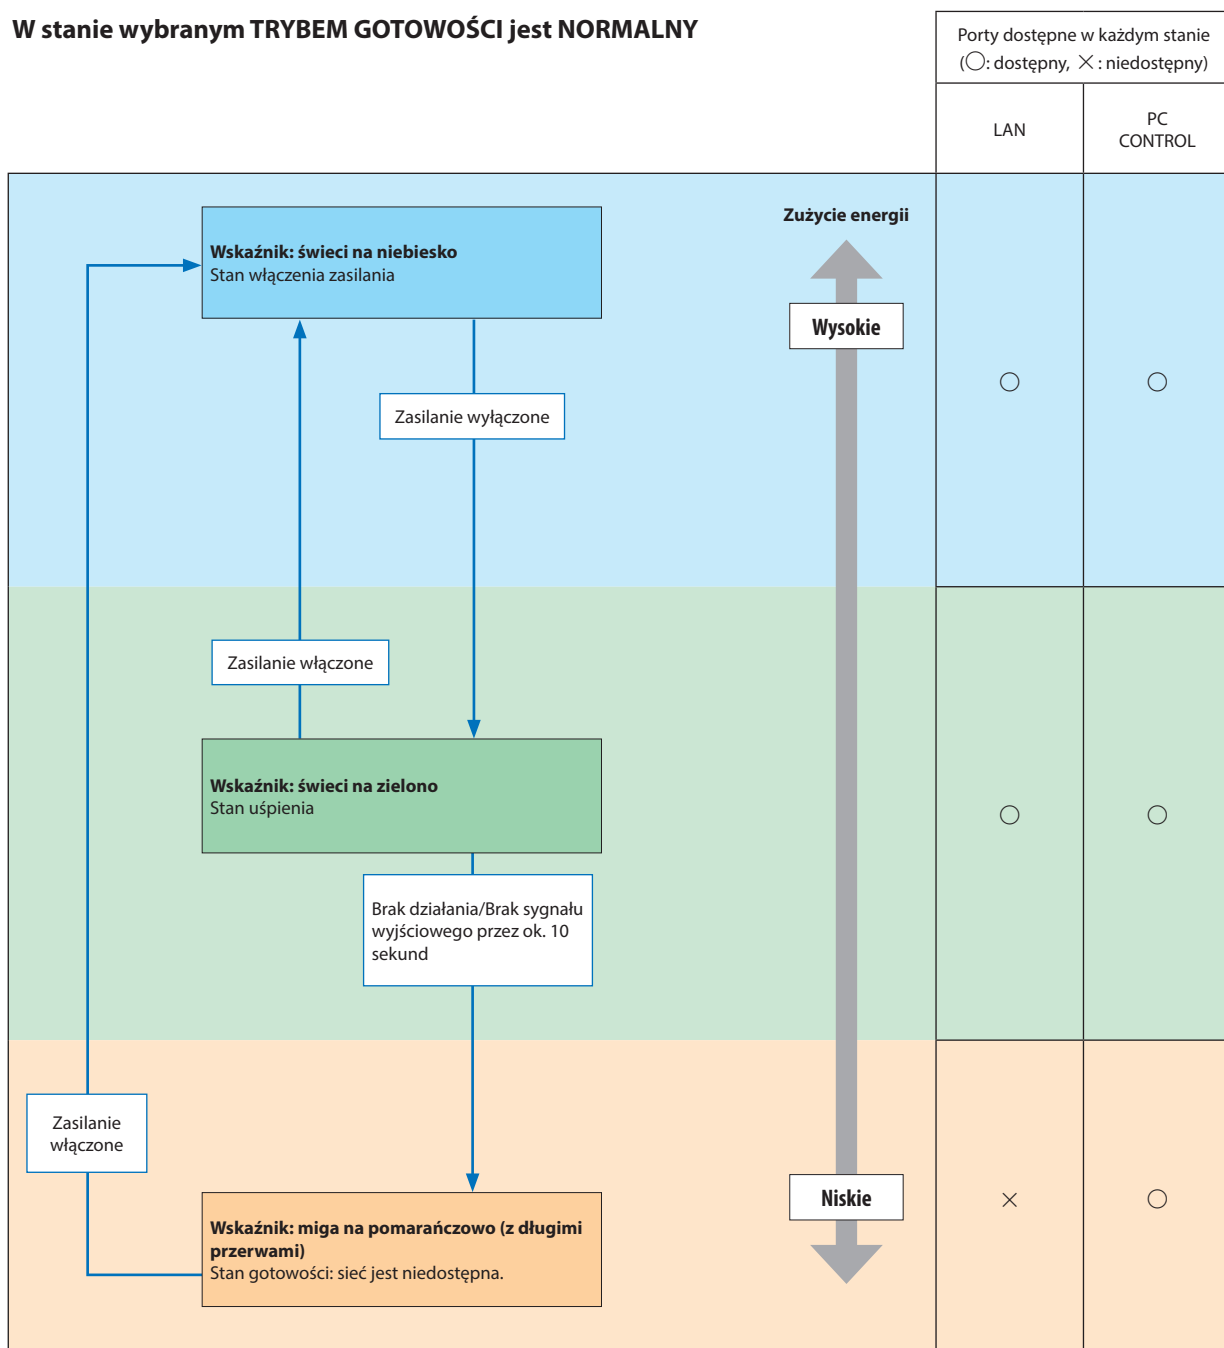 W stanie wybranym TRYBEM GOTOWOŚCI jest NORMALNY
Porty dostępne w każdym stanie
(○: dostępny, ×: niedostępny)
LAN
PC
CONTROL
Zużycie energii
Wskaźnik: świeci na niebiesko
Stan włączenia zasilania
Wysokie
○ ○
Zasilanie wyłączone
Zasilanie włączone
Wskaźnik: świeci na zielono
Stan uśpienia
○ ○
Brak działania/Brak sygnału
wyjściowego przez ok. 10
sekund
Zasilanie
włączone
Niskie
× ○
Wskaźnik: miga na pomarańczowo (z długimi
przerwami)
Stan gotowości: sieć jest niedostępna.